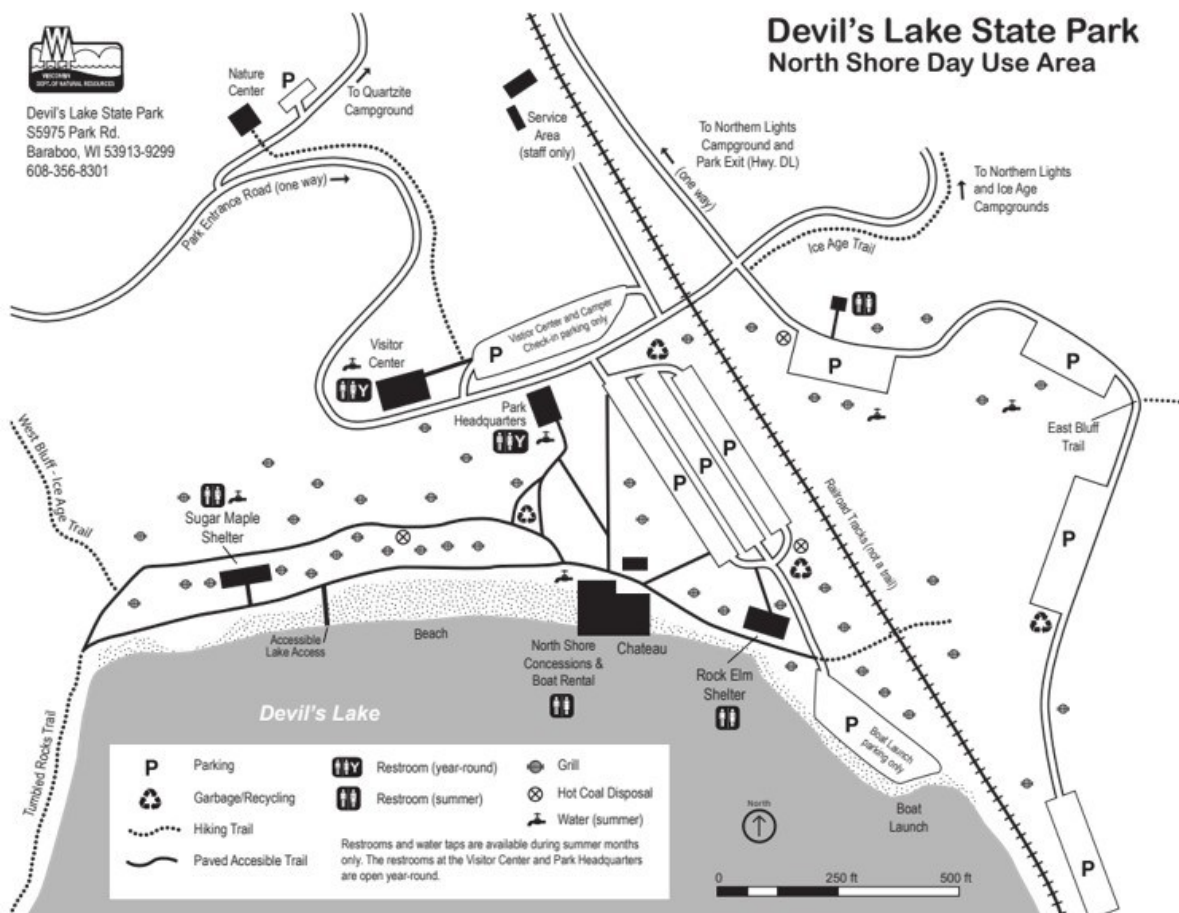 Devil's Lake State Park
North Shore Day Use Area
WISCONSIN
DEPT. OF NATURAL RESOURCES
Devil's Lake State Park
S5975 Park Rd.
Baraboo, WI 53913-9299
608-356-8301
Nature
Center
P
To Quartzite
Campground
Service
Area
(staff only)
To Northern Lights
Campground and
Park Exit (Hwy. DL)
(one way)
To Northern Lights
and Ice Age
Campgrounds
Park Entrance Road (one way)
Ice Age Trail
Visitor
Center
Y
P
Visitior Center and Camper
Check-in parking only
P
P
Park
Headquarters
Y
East Bluff
Trail
West Bluff - Ice Age Trail
P
P
P
Railroad Tracks (not a trail)
Sugar Maple
Shelter
P
Accessible
Lake Access
Beach
North Shore
Concessions &
Boat Rental
Chateau
Rock Elm
Shelter
Tumbled Rocks Trail
Devil's Lake
P
Boat Launch
parking only
Boat
Launch
P
P
Parking
Garbage/Recycling
Hiking Trail
Paved Accesible Trail
Y
Restroom (year-round)
Restroom (summer)
Grill
Hot Coal Disposal
Water (summer)
Restrooms and water taps are available during summer months
only. The restrooms at the Visitor Center and Park Headquarters
are open year-round.
North
0
250 ft
500 ft